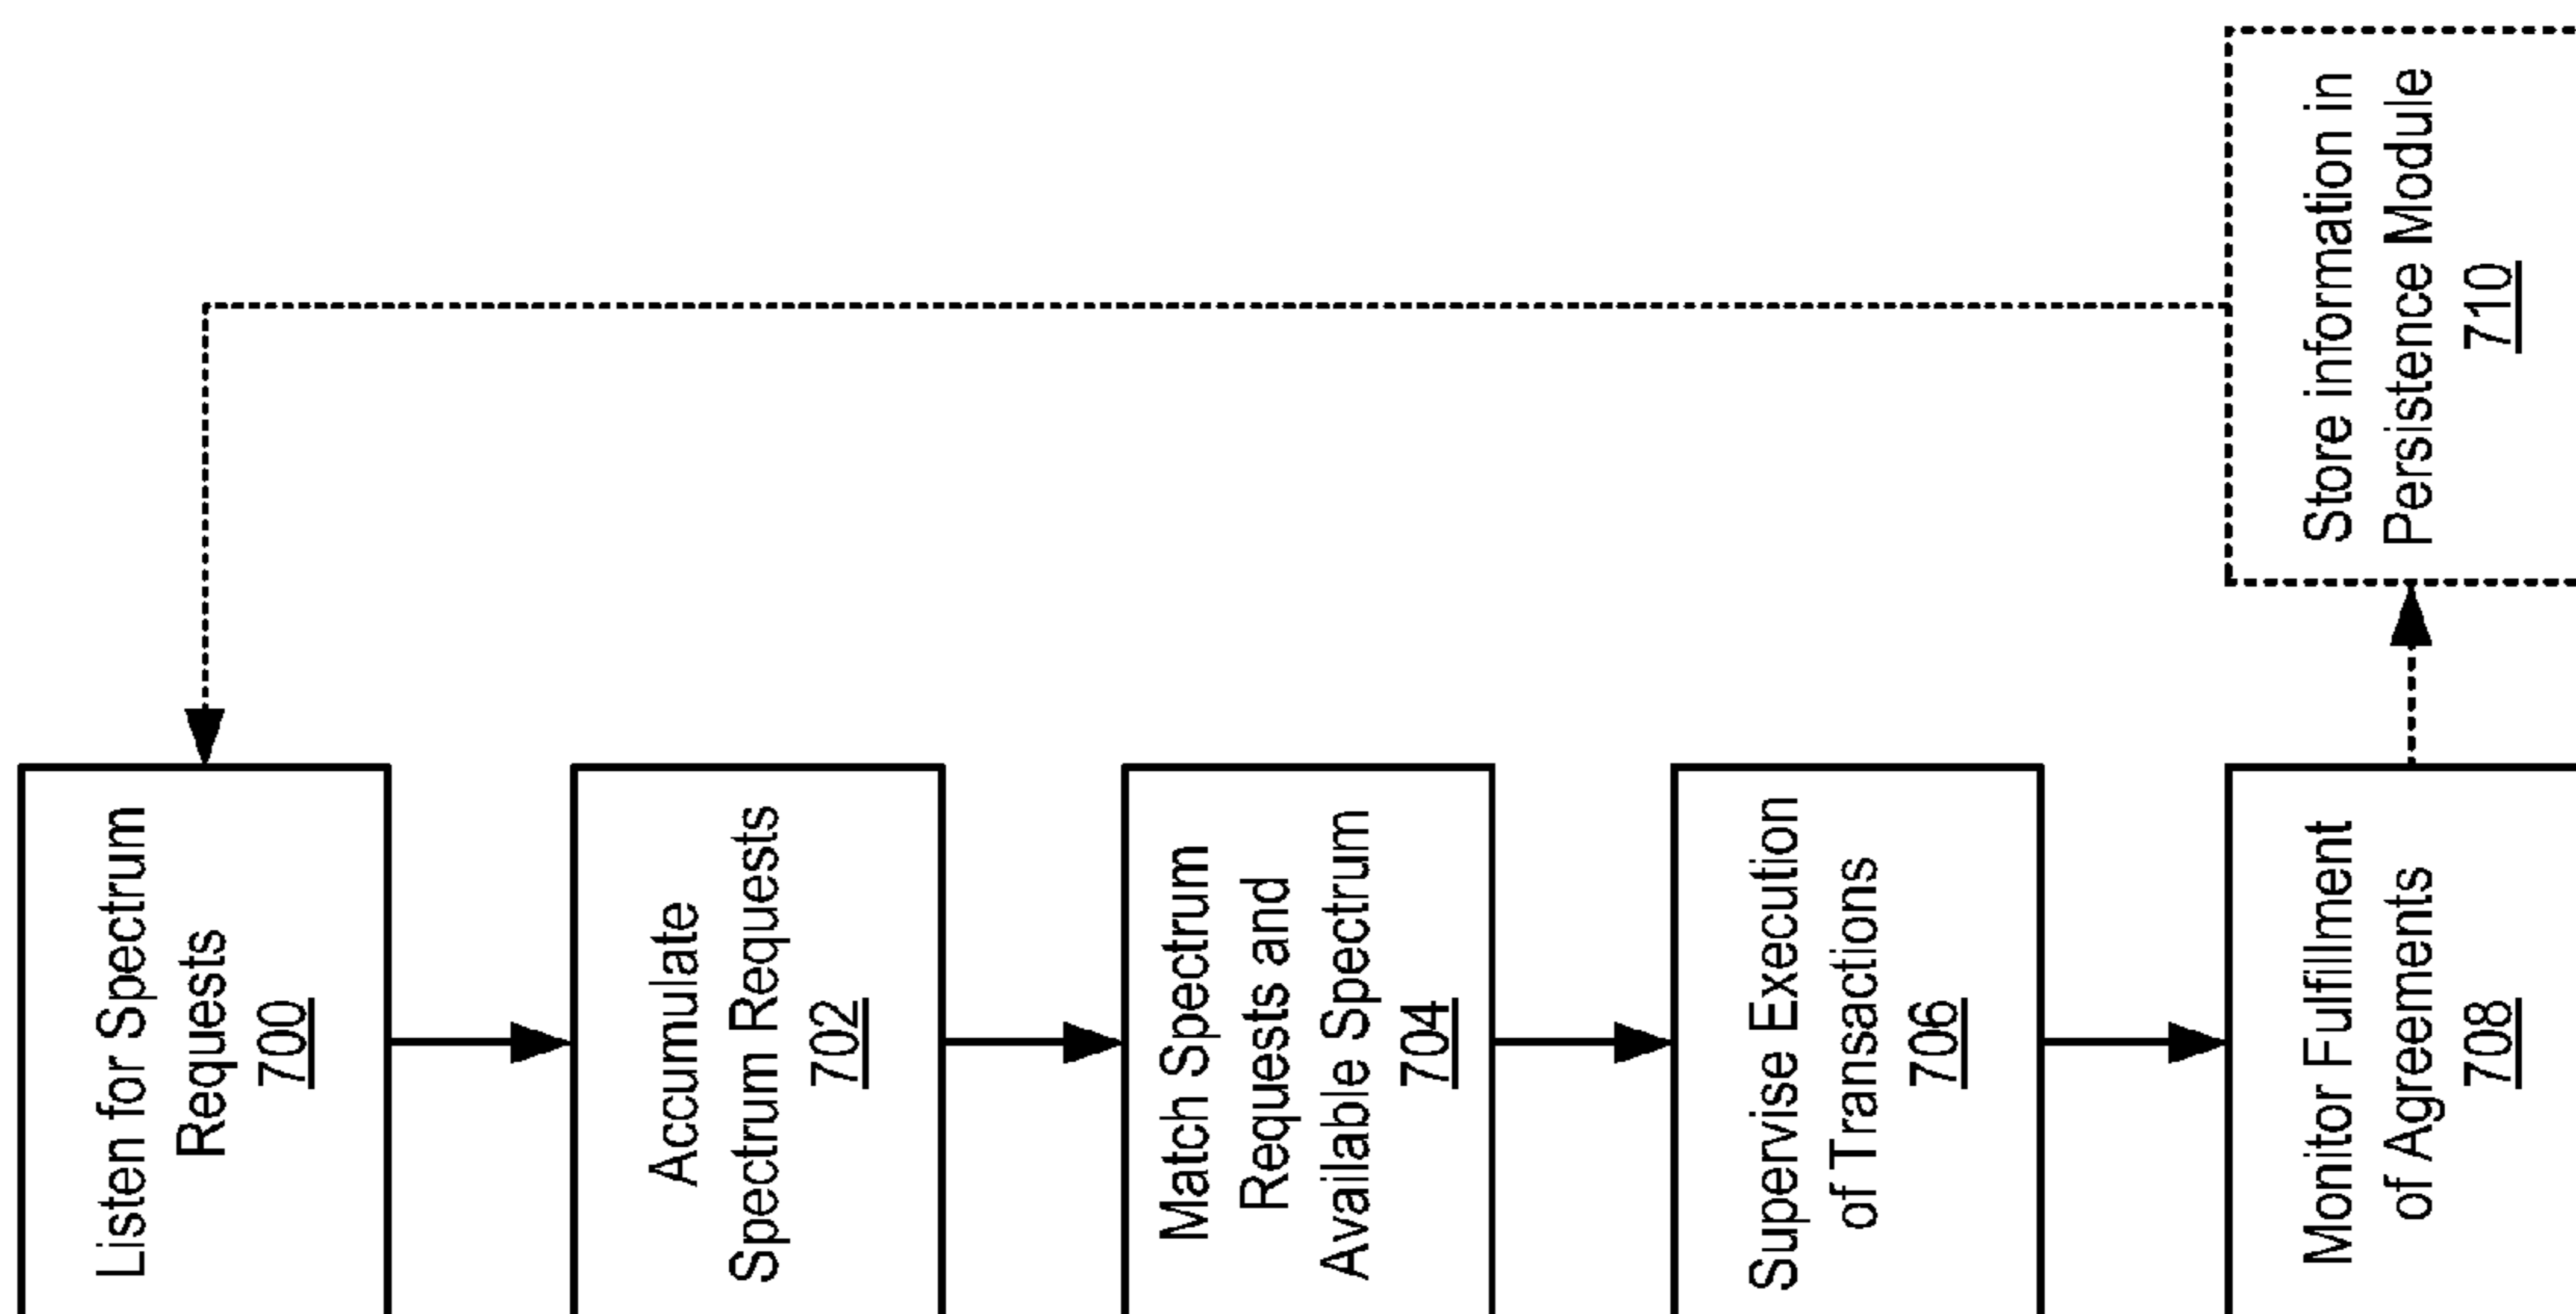 Listen for Spectrum
Requests
700
Accumulate
Spectrum Requests
702
Match Spectrum
Requests and
Available Spectrum
704
Supervise Execution
of Transactions
706
Monitor Fulfillment
of Agreements
708
Store information in
Persistence Module
710